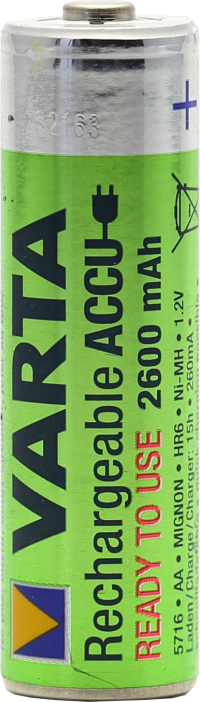 +
VARTA
Rechargeable ACCU
READY TO USE 2600 mAh
5716 • AA • MIGNON • HR6 • Ni-MH • 1.2V
Laden/Charge/Charger: 15h • 260mA •